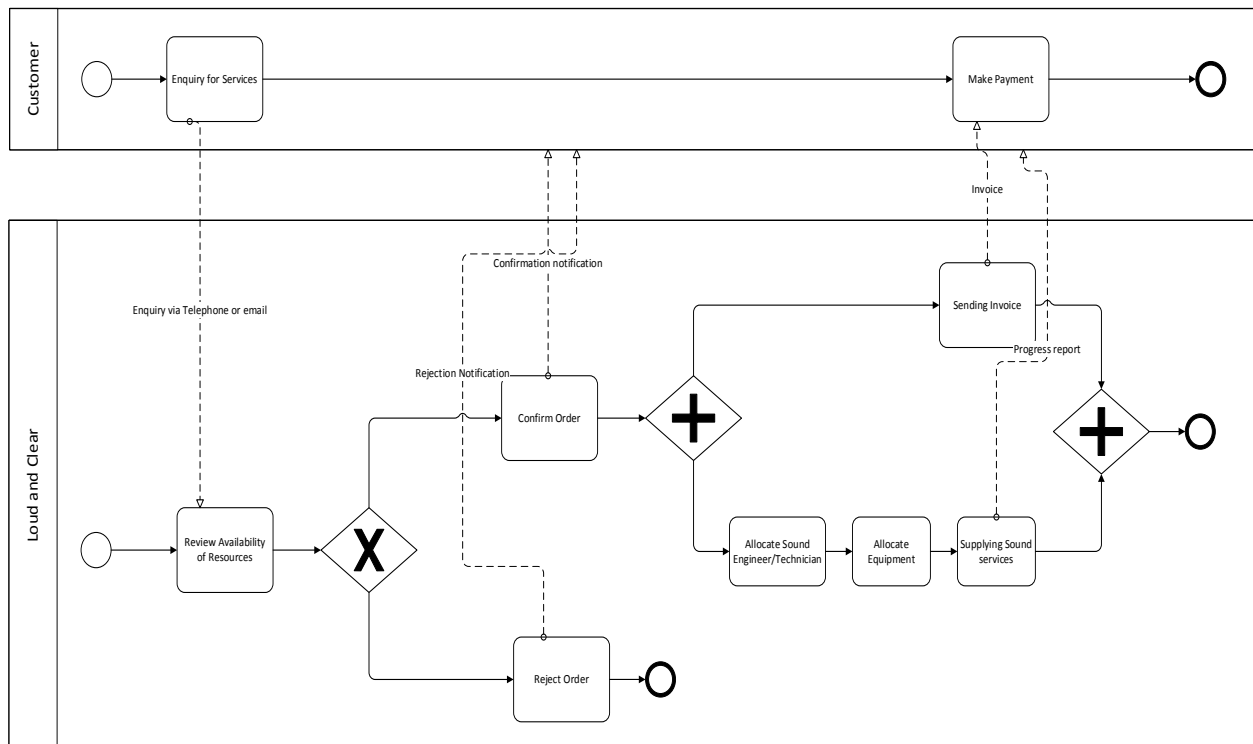 Customer
Enquiry for Services
Make Payment
Invoice
Loud and Clear
Confirmation notification
Enquiry via Telephone or email
Sending Invoice
Progress report
Rejection Notification
Confirm Order
Review Availability
of Resources
X
Allocate Sound
Engineer/Technician
Allocate
Equipment
Supplying Sound
services
Reject Order